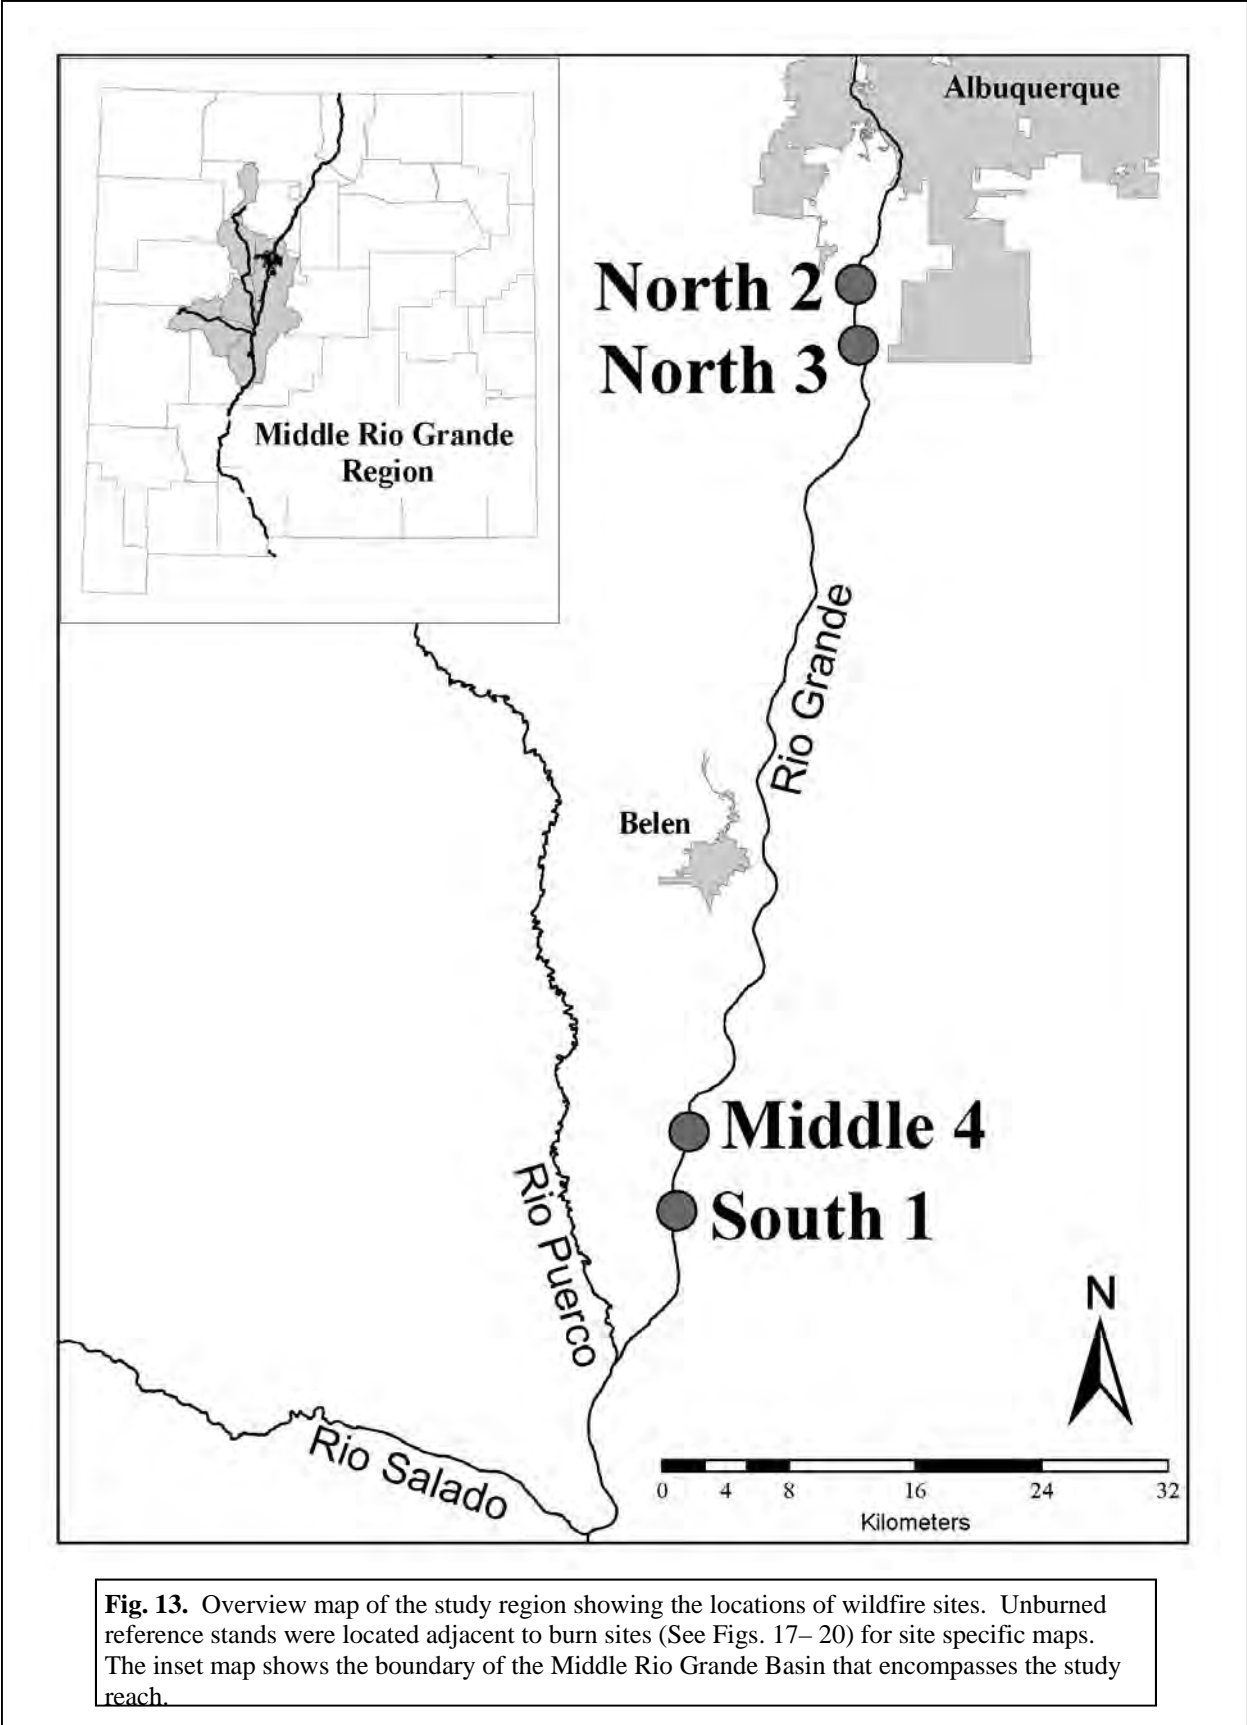 Albuquerque
North 2
North 3
Middle Rio Grande
Region
Rio Grande
Belen
Middle 4
South 1
Rio Puerco
N
Rio Salado
0 4 8 16 24 32
Kilometers
Fig. 13. Overview map of the study region showing the locations of wildfire sites. Unburned
reference stands were located adjacent to burn sites (See Figs. 17– 20) for site specific maps.
The inset map shows the boundary of the Middle Rio Grande Basin that encompasses the study
reach.